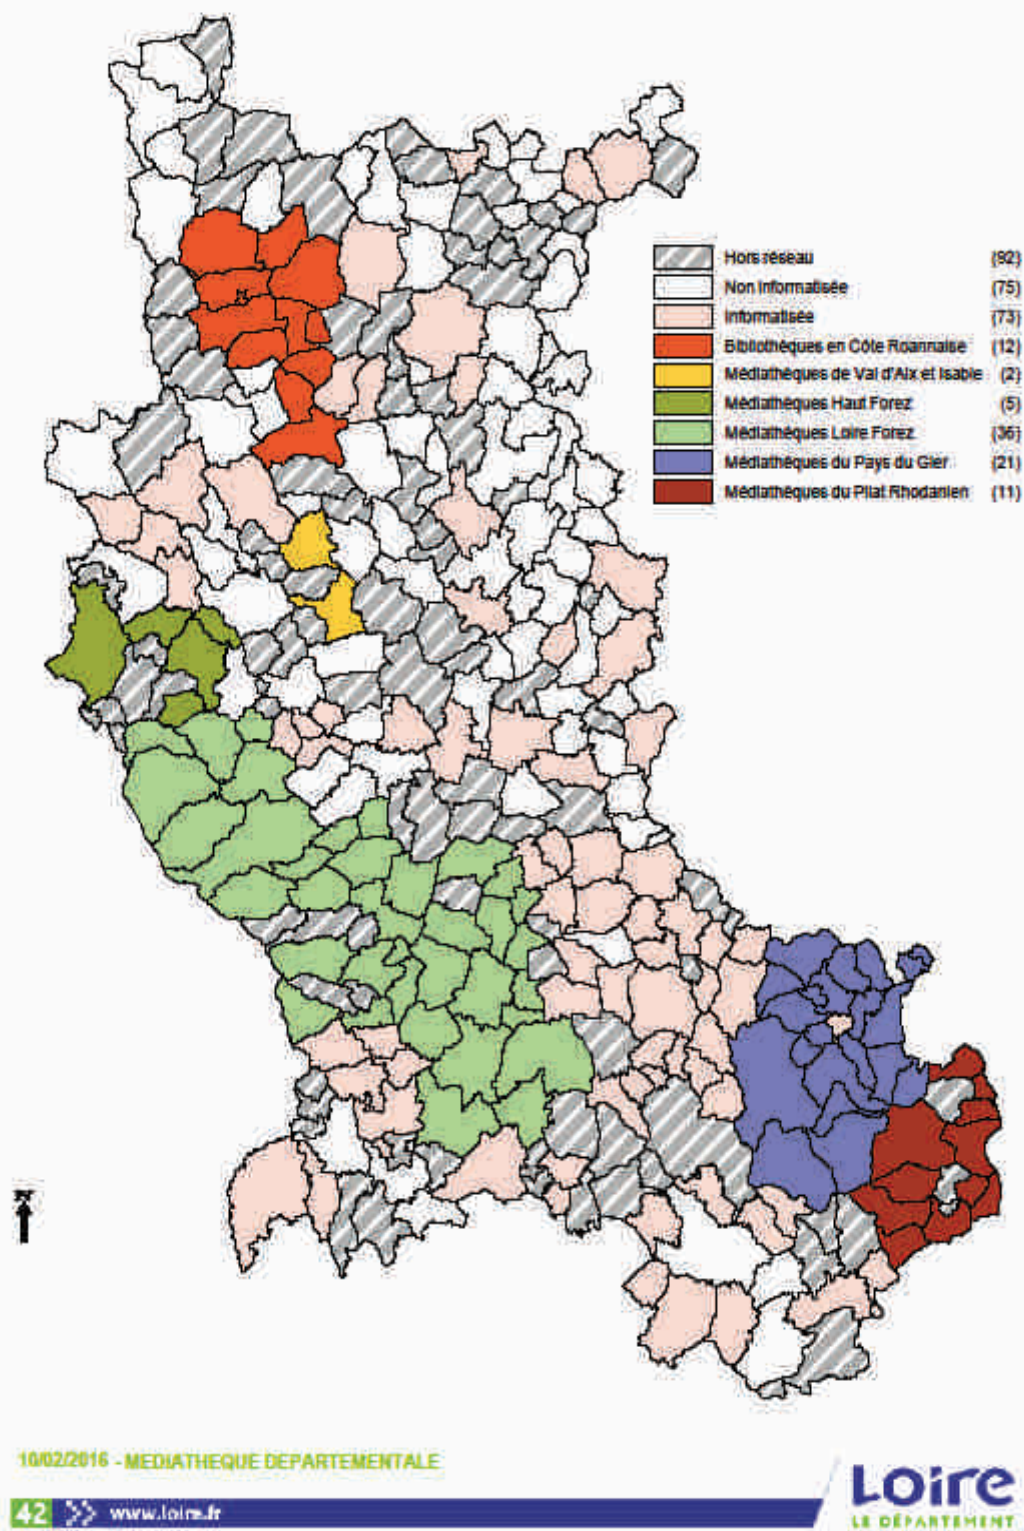 Hors réseau (92)
Non Informatisée (75)
Informatisée (73)
Bibliothèques en Côte Roannaise (12)
Médiathèques de Val d'Aix et Isable (2)
Médiathèques Haut Forez (5)
Médiathèques Loire Forez (36)
Médiathèques du Pays du Gier (21)
Médiathèques du Pilat Rhodanien (11)
N
10/02/2016 - MEDIATHEQUE DEPARTEMENTALE
42 >> www.loire.fr
Loire
LE DÉPARTEMENT